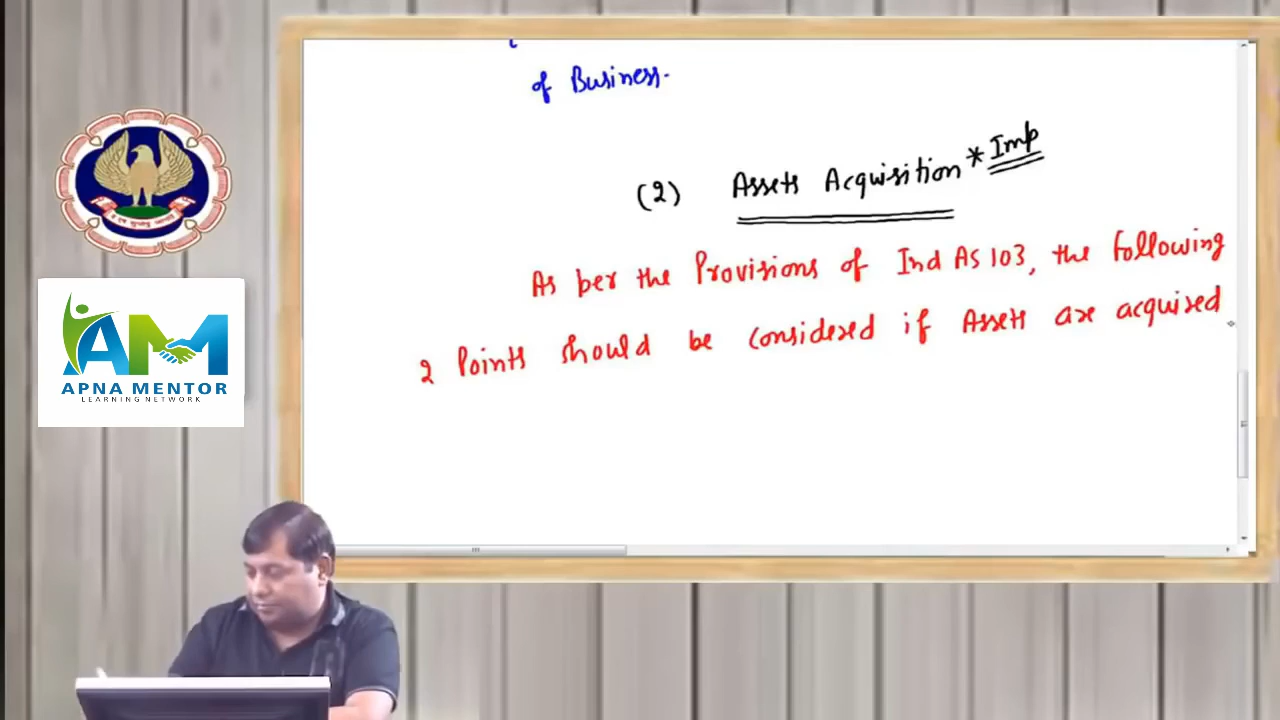 of Business.
(2) Assets Acquisition * Imp
As per the Provisions of Ind AS 103, the following
2 Points should be considered if Assets are acquired
AM
APNA MENTOR
LEARNING NETWORK